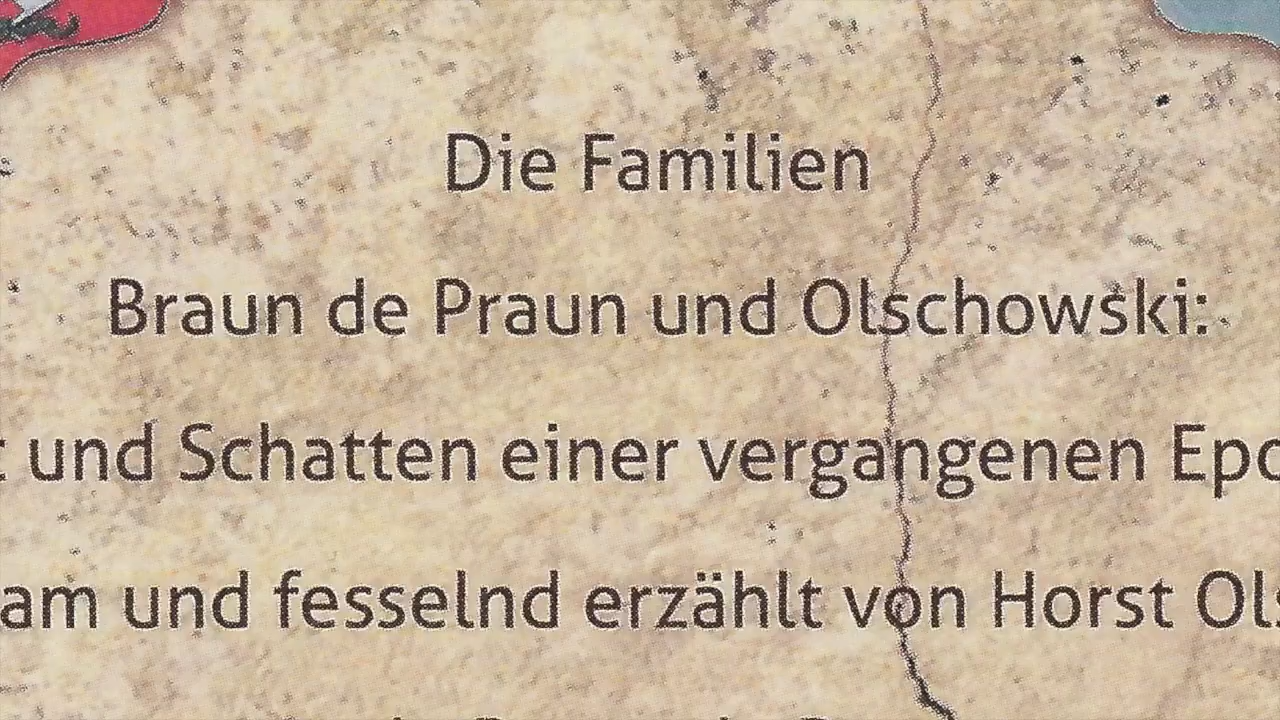 Die Familien
Braun de Praun und Olschowski:
und Schatten einer vergangenen
und fesselnd erzählt von Horst